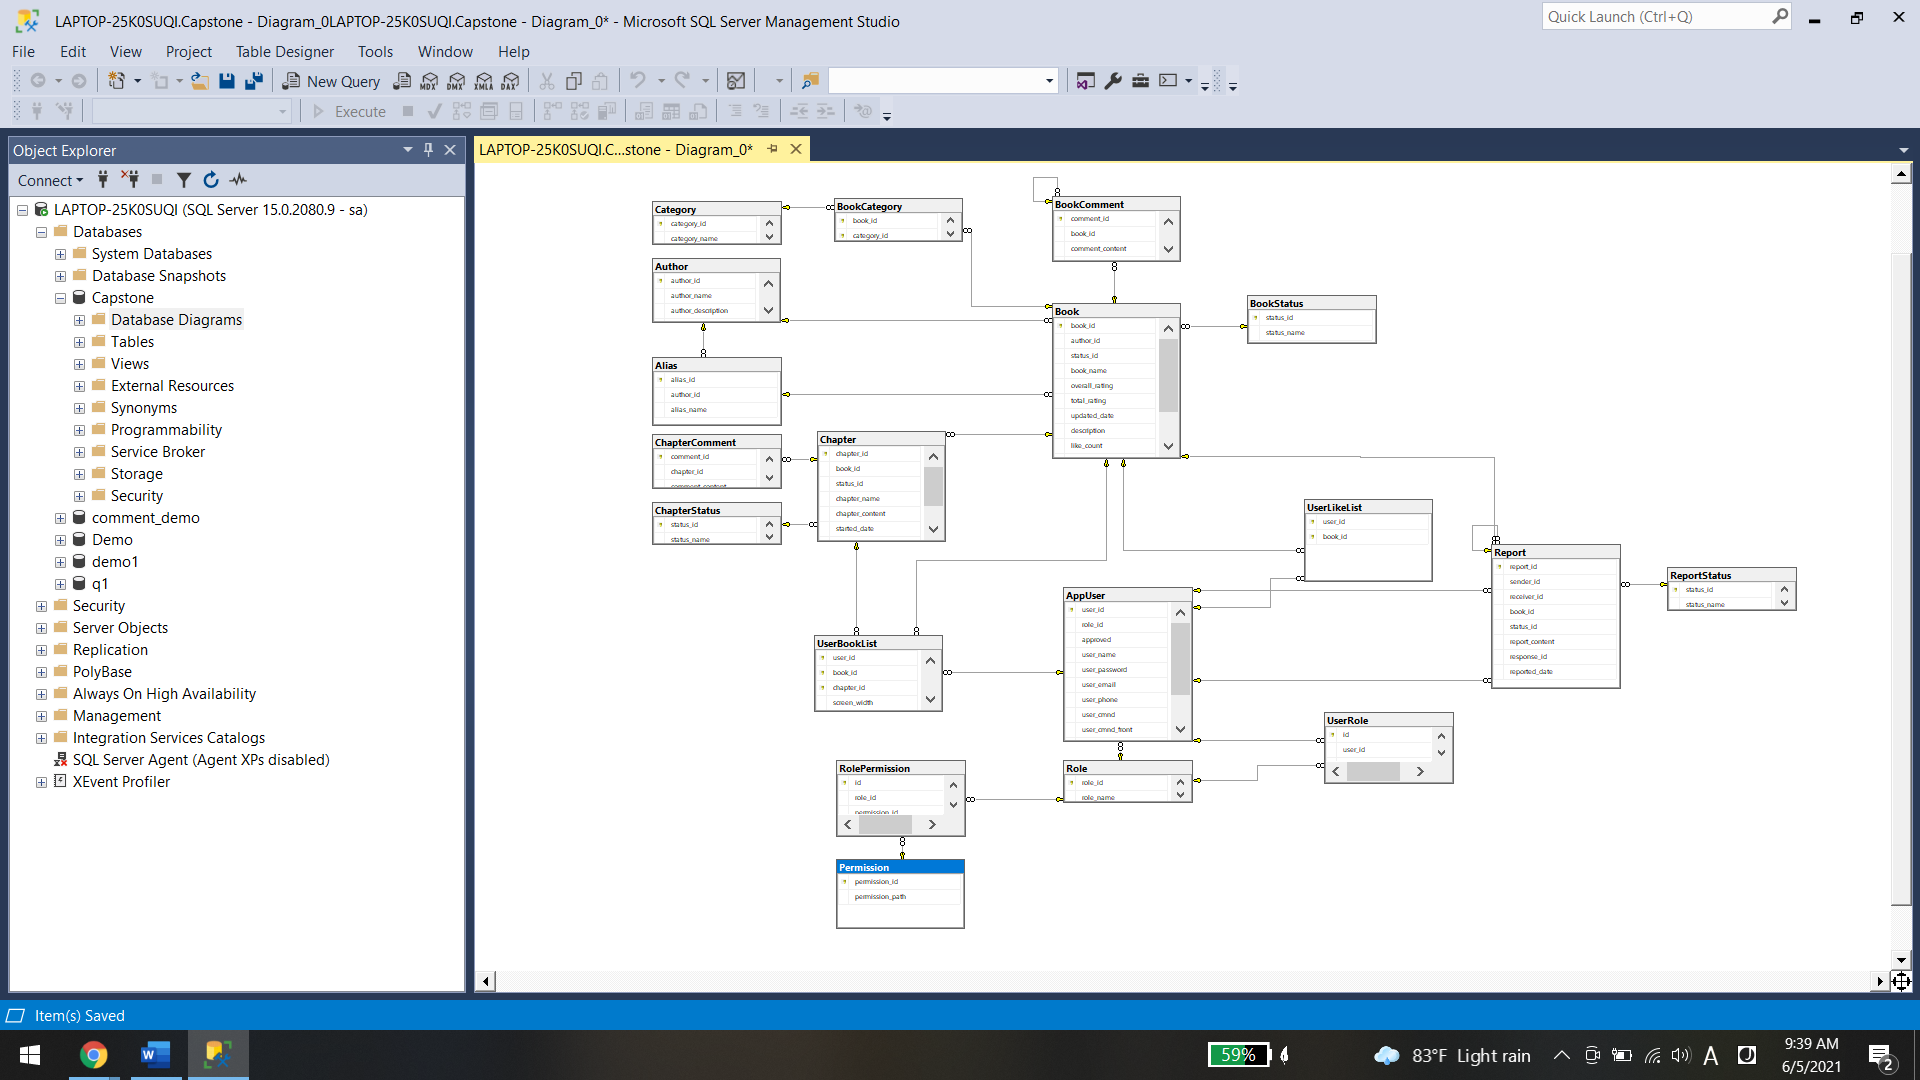 LAPTOP-25K0SUQI.Capstone - Diagram_0LAPTOP-25K0SUQI.Capstone - Diagram_0* - Microsoft SQL Server Management Studio
Quick Launch (Ctrl+Q)
File Edit View Project Table Designer Tools Window Help
New Query MDX DMX XMLA DAX
Execute
Object Explorer
Connect
LAPTOP-25K0SUQI (SQL Server 15.0.2080.9 - sa)
Databases
System Databases
Database Snapshots
Capstone
Database Diagrams
Tables
Views
External Resources
Synonyms
Programmability
Service Broker
Storage
Security
comment_demo
Demo
demo1
q1
Security
Server Objects
Replication
PolyBase
Always On High Availability
Management
Integration Services Catalogs
SQL Server Agent (Agent XPs disabled)
XEvent Profiler
LAPTOP-25K0SUQI.C...stone - Diagram_0*
Category
category_id
category_name
BookCategory
book_id
category_id
BookComment
comment_id
book_id
comment_content
Author
author_id
author_name
author_description
Book
book_id
author_id
status_id
book_name
overall_rating
total_rating
updated_date
description
like_count
BookStatus
status_id
status_name
Alias
alias_id
author_id
alias_name
ChapterComment
comment_id
chapter_id
comment_content
Chapter
chapter_id
book_id
status_id
chapter_name
chapter_content
started_date
ChapterStatus
status_id
status_name
UserLikeList
user_id
book_id
Report
report_id
sender_id
receiver_id
book_id
status_id
report_content
response_id
reported_date
ReportStatus
status_id
status_name
AppUser
user_id
role_id
approved
user_name
user_password
user_email
user_phone
user_cmnd
user_cmnd_front
UserBookList
user_id
book_id
chapter_id
screen_width
UserRole
id
user_id
RolePermission
id
role_id
permission_id
Role
role_id
role_name
Permission
permission_id
permission_path
Item(s) Saved
59%
83°F Light rain
A
9:39 AM
6/5/2021
2